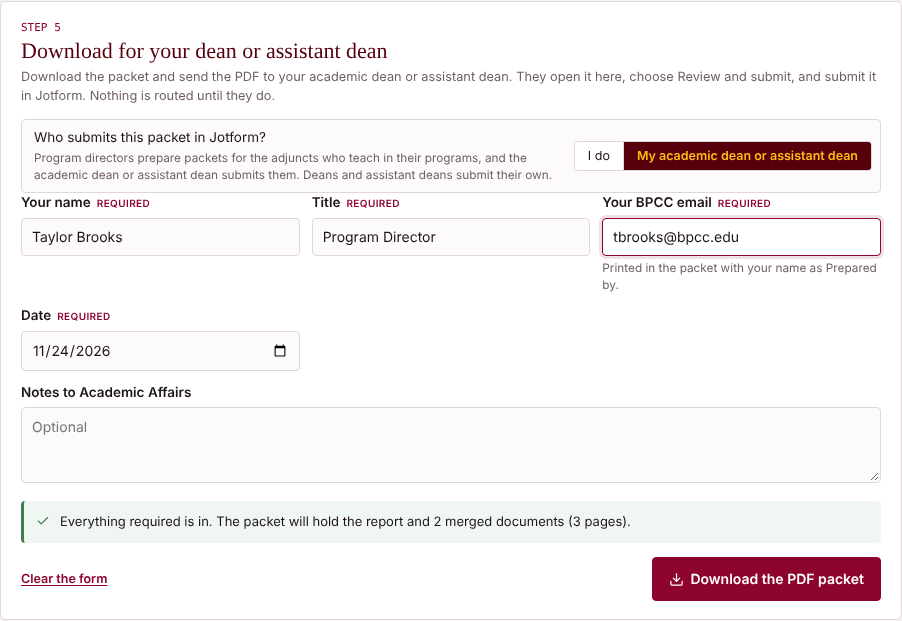 STEP 5
Download for your dean or assistant dean
Download the packet and send the PDF to your academic dean or assistant dean. They open it here, choose Review and submit, and submit it
in Jotform. Nothing is routed until they do.
Who submits this packet in Jotform?
Program directors prepare packets for the adjuncts who teach in their programs, and the
academic dean or assistant dean submits them. Deans and assistant deans submit their own.
I do
My academic dean or assistant dean
Your name REQUIRED
Title REQUIRED
Your BPCC email REQUIRED
Taylor Brooks
Program Director
tbrooks@bpcc.edu
Printed in the packet with your name as Prepared
by.
Date REQUIRED
11/24/2026
Notes to Academic Affairs
Optional
Everything required is in. The packet will hold the report and 2 merged documents (3 pages).
Clear the form
Download the PDF packet